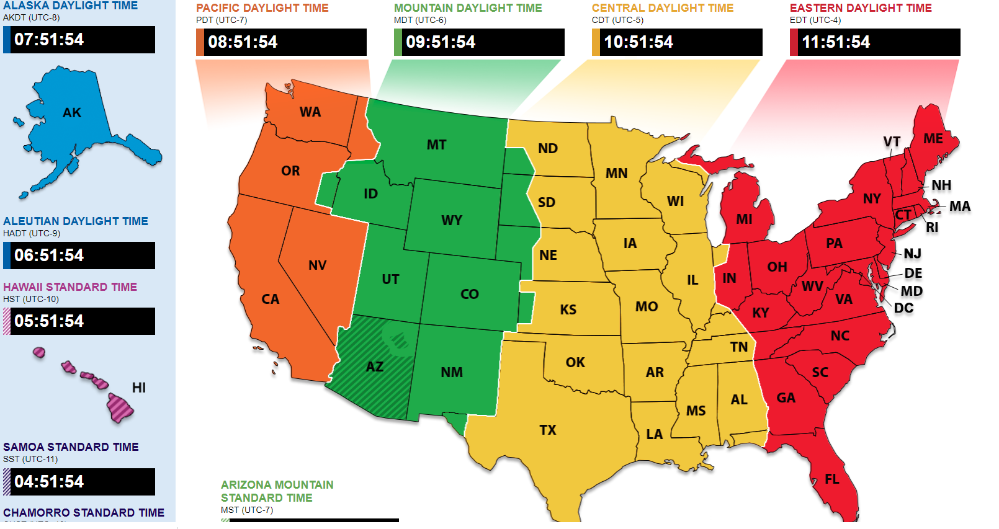 ALASKA DAYLIGHT TIME
AKDT (UTC-8)
07:51:54
AK
ALEUTIAN DAYLIGHT TIME
HADT (UTC-9)
06:51:54
HAWAII STANDARD TIME
HST (UTC-10)
05:51:54
HI
SAMOA STANDARD TIME
SST (UTC-11)
04:51:54
CHAMORRO STANDARD TIME
PACIFIC DAYLIGHT TIME
PDT (UTC-7)
08:51:54
MOUNTAIN DAYLIGHT TIME
MDT (UTC-6)
09:51:54
CENTRAL DAYLIGHT TIME
CDT (UTC-5)
10:51:54
EASTERN DAYLIGHT TIME
EDT (UTC-4)
11:51:54
WA
OR
CA
NV
ID
MT
WY
UT
CO
AZ
NM
ND
SD
NE
KS
OK
TX
MN
IA
MO
AR
LA
WI
IL
MS
AL
TN
MI
IN
OH
KY
WV
VA
NC
SC
GA
FL
PA
NY
VT
ME
NH
MA
CT
RI
NJ
DE
MD
DC
ARIZONA MOUNTAIN
STANDARD TIME
MST (UTC-7)